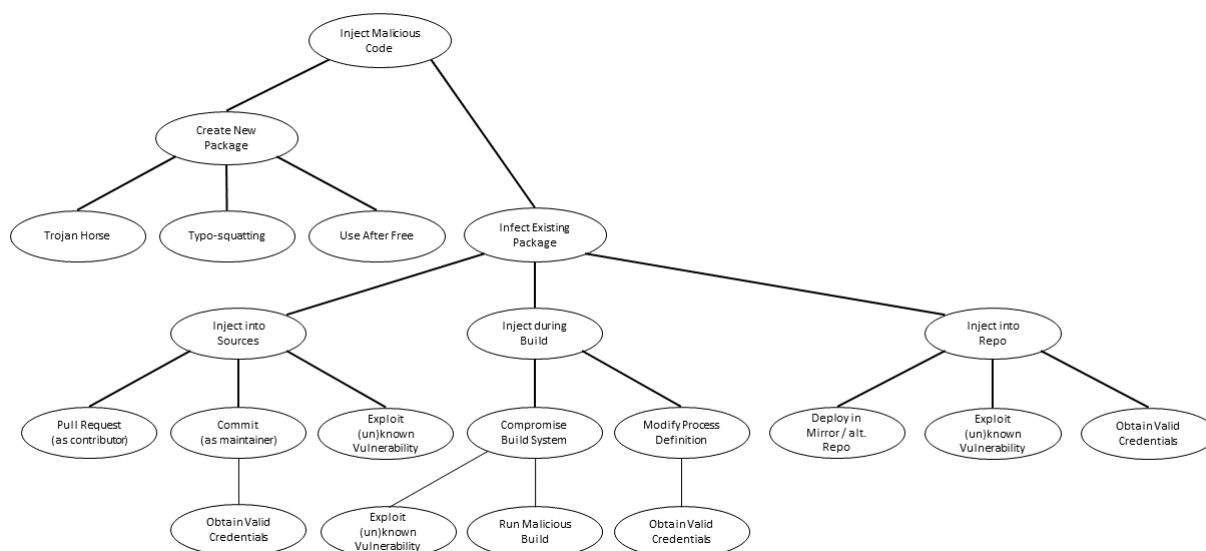 Inject Malicious
Code
Create New
Package
Trojan Horse
Typo-squatting
Use After Free
Infect Existing
Package
Inject into
Sources
Inject during
Build
Inject into
Repo
Pull Request
(as contributor)
Commit
(as maintainer)
Exploit
(un)known
Vulnerability
Compromise
Build System
Modify Process
Definition
Deploy in
Mirror / alt.
Repo
Exploit
(un)known
Vulnerability
Obtain Valid
Credentials
Obtain Valid
Credentials
Exploit
(un)known
Vulnerability
Run Malicious
Build
Obtain Valid
Credentials